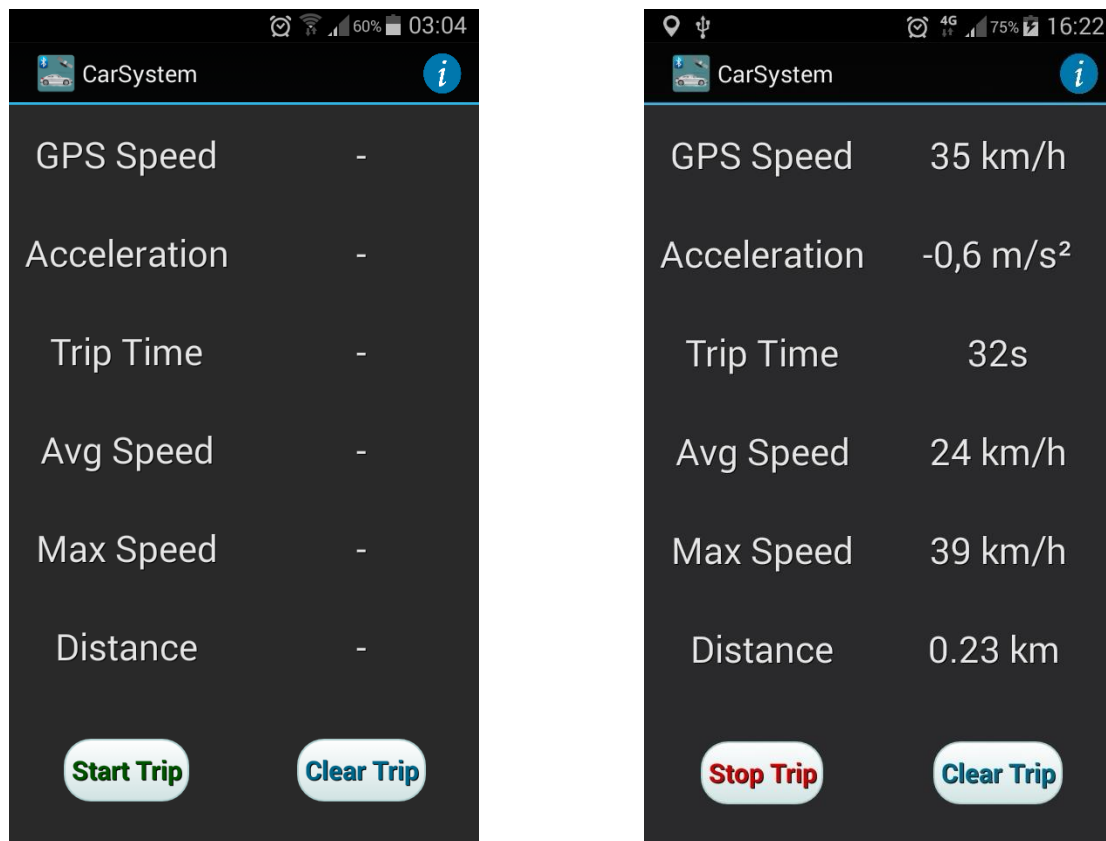 60% 03:04
CarSystem i
GPS Speed -
Acceleration -
Trip Time -
Avg Speed -
Max Speed -
Distance -
Start Trip Clear Trip
4G 75% 16:22
CarSystem i
GPS Speed 35 km/h
Acceleration -0,6 m/s²
Trip Time 32s
Avg Speed 24 km/h
Max Speed 39 km/h
Distance 0.23 km
Stop Trip Clear Trip